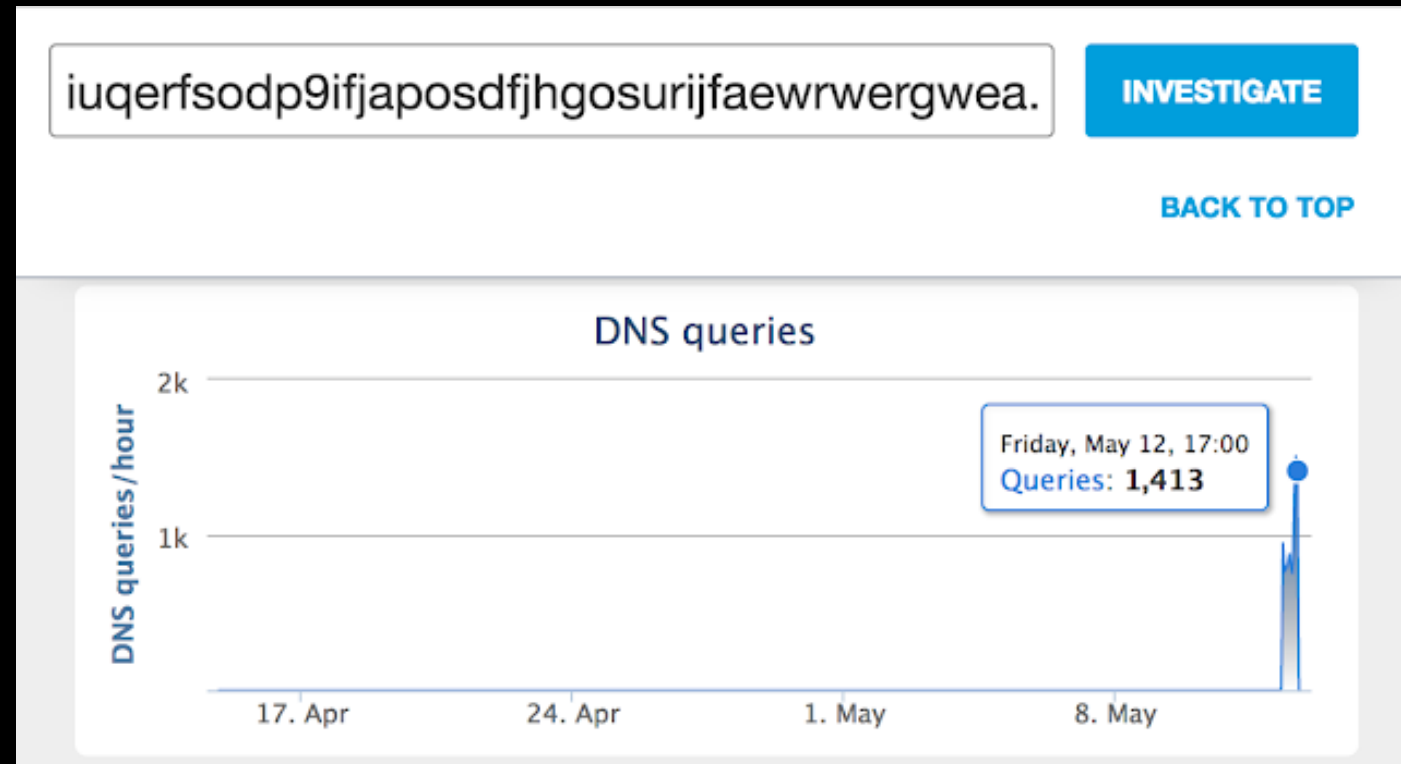 iuqerfsodp9ifjaposdfjhgosurijfaewrwergwea.
INVESTIGATE
BACK TO TOP
DNS queries
2k
1k
DNS queries/hour
Friday, May 12, 17:00
Queries: 1,413
17. Apr
24. Apr
1. May
8. May